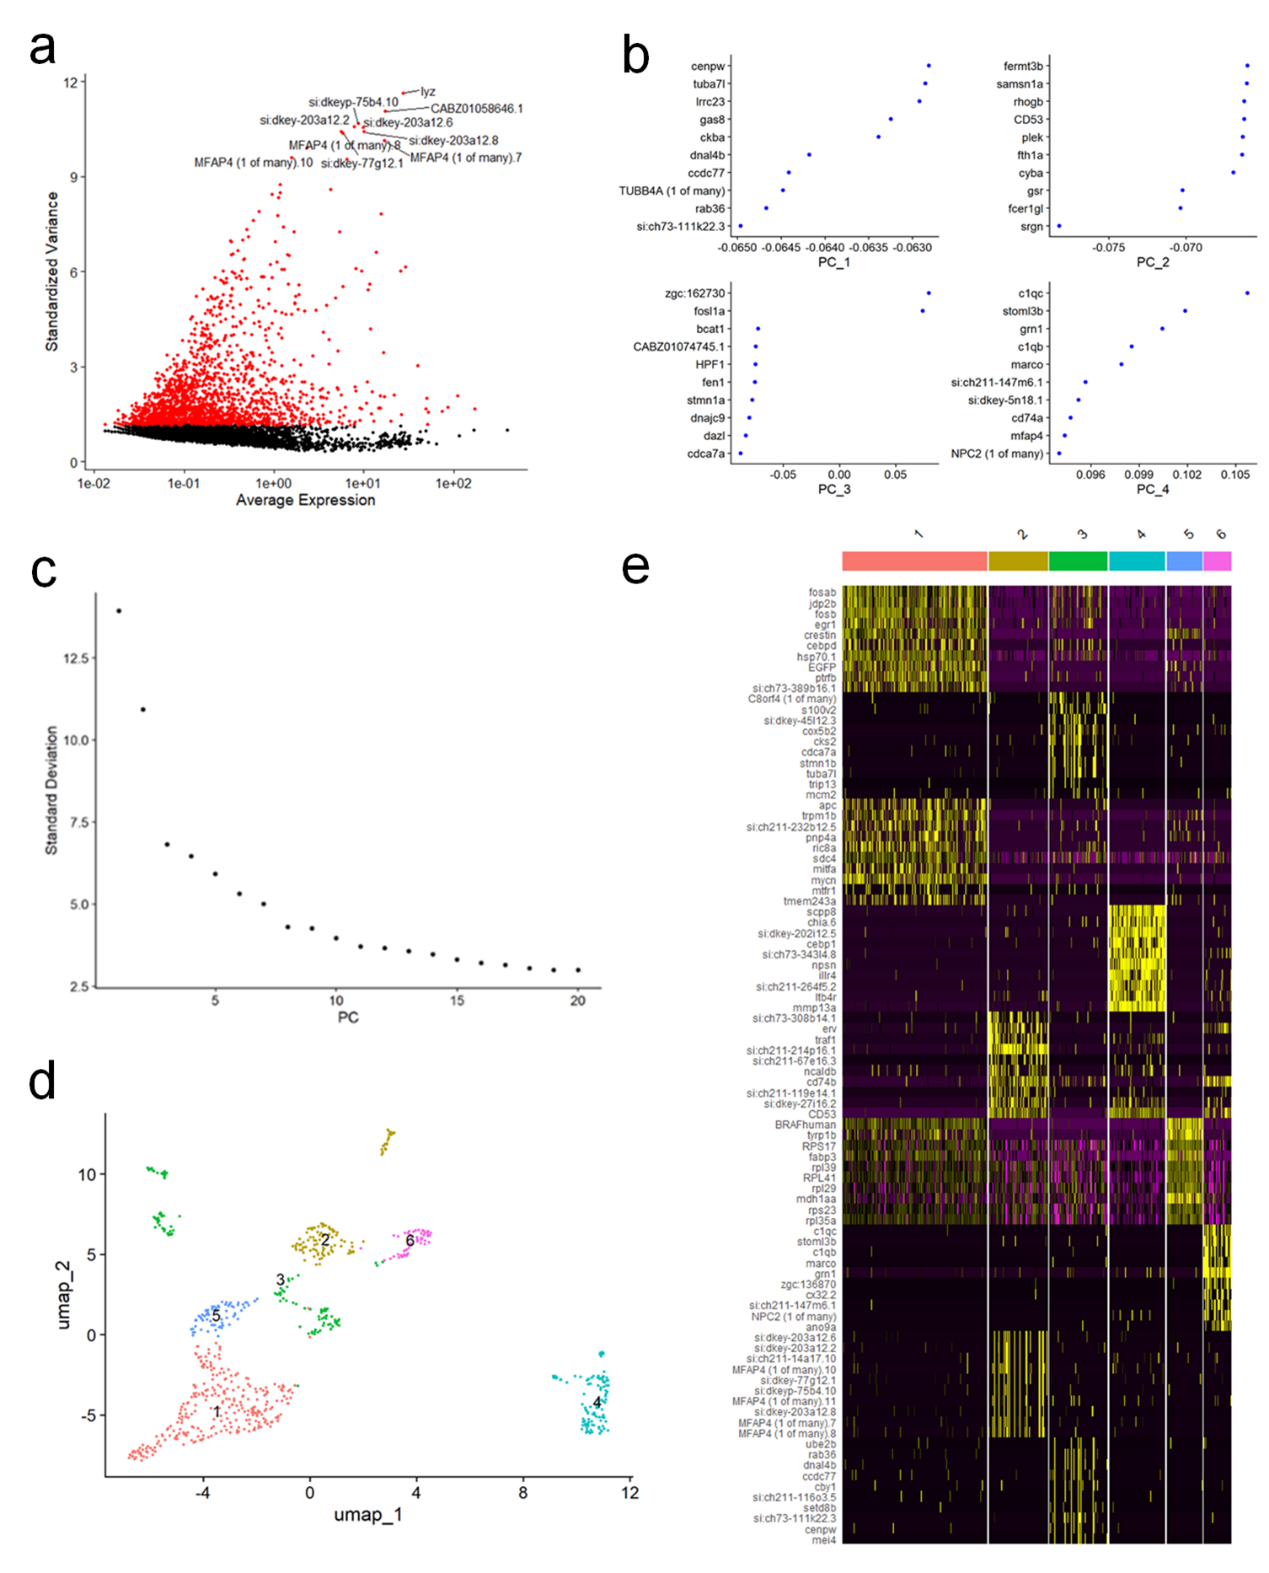 a
12
9
6
3
0
Standardized Variance
lyz
si:dkeyp-75b4.10
CABZ01058646.1
si:dkey-203a12.2
si:dkey-203a12.6
si:dkey-203a12.8
MFAP4 (1 of many).8
MFAP4 (1 of many).7
MFAP4 (1 of many).10
si:dkey-77g12.1
1e-02 1e-01 1e+00 1e+01 1e+02
Average Expression
b
cenpw
tuba7l
lrrc23
gas8
ckba
dnal4b
ccdc77
TUBB4A (1 of many)
rab36
si:ch73-111k22.3
-0.0650 -0.0645 -0.0640 -0.0635 -0.0630
PC_1
fermt3b
samsn1a
rhogb
CD53
plek
fth1a
cyba
gsr
fcer1gl
srgn
-0.075 -0.070
PC_2
zgc:162730
fosl1a
bcat1
CABZ01074745.1
HPF1
fen1
stmn1a
dnajc9
dazl
cdca7a
-0.05 0.00 0.05
PC_3
c1qc
stoml3b
grn1
c1qb
marco
si:ch211-147m6.1
si:dkey-5n18.1
cd74a
mfap4
NPC2 (1 of many)
0.096 0.099 0.102 0.105
PC_4
c
12.5
10.0
7.5
5.0
2.5
Standard Deviation
5 10 15 20
PC
d
10
5
0
-5
umap_2
2
6
3
5
1
4
-4 0 4 8 12
umap_1
e
1 2 3 4 5 6
fosab
jdp2b
fosb
egr1
crestin
cebpd
hsp70.1
EGFP
ptrfb
si:ch73-389b16.1
C8orf4 (1 of many)
s100v2
si:dkey-45l12.3
cox5b2
cks2
cdca7a
stmn1b
tuba7l
trip13
mcm2
apc
trpm1b
si:ch211-232b12.5
pnp4a
ric8a
sdc4
mitfa
mycn
mtfr1
tmem243a
scpp8
chia.6
si:dkey-202i12.5
cebp1
si:ch73-343l4.8
npsn
illr4
si:ch211-264f5.2
ltb4r
mmp13a
si:ch73-308b14.1
erv
traf1
si:ch211-214p16.1
si:ch211-67e16.3
ncaldb
cd74b
si:ch211-119e14.1
si:dkey-27i16.2
CD53
BRAFhuman
tyrp1b
RPS17
fabp3
rpl39
RPL41
rpl29
mdh1aa
rps23
rpl35a
c1qc
stoml3b
c1qb
marco
grn1
zgc:136870
cx32.2
si:ch211-147m6.1
NPC2 (1 of many)
ano9a
si:dkey-203a12.6
si:dkey-203a12.2
si:ch211-14a17.10
MFAP4 (1 of many).10
si:dkey-77g12.1
si:dkeyp-75b4.10
MFAP4 (1 of many).11
si:dkey-203a12.8
MFAP4 (1 of many).7
MFAP4 (1 of many).8
ube2b
rab36
dnal4b
ccdc77
cby1
si:ch211-116o3.5
setd8b
si:ch73-111k22.3
cenpw
mei4